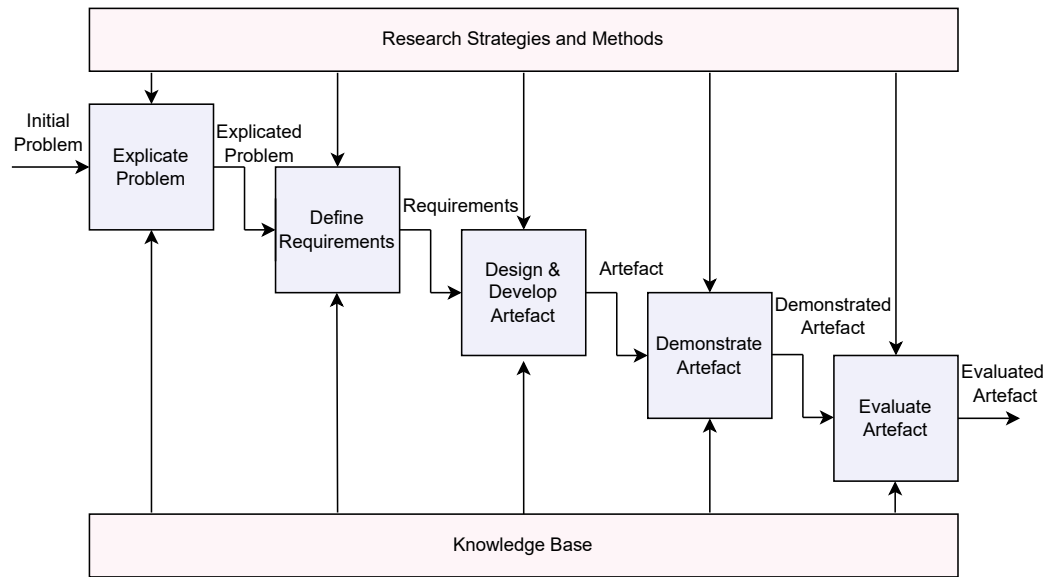 Research Strategies and Methods
Initial
Problem
Explicate
Problem
Explicated
Problem
Define
Requirements
Requirements
Design &
Develop
Artefact
Artefact
Demonstrate
Artefact
Demonstrated
Artefact
Evaluate
Artefact
Evaluated
Artefact
Knowledge Base